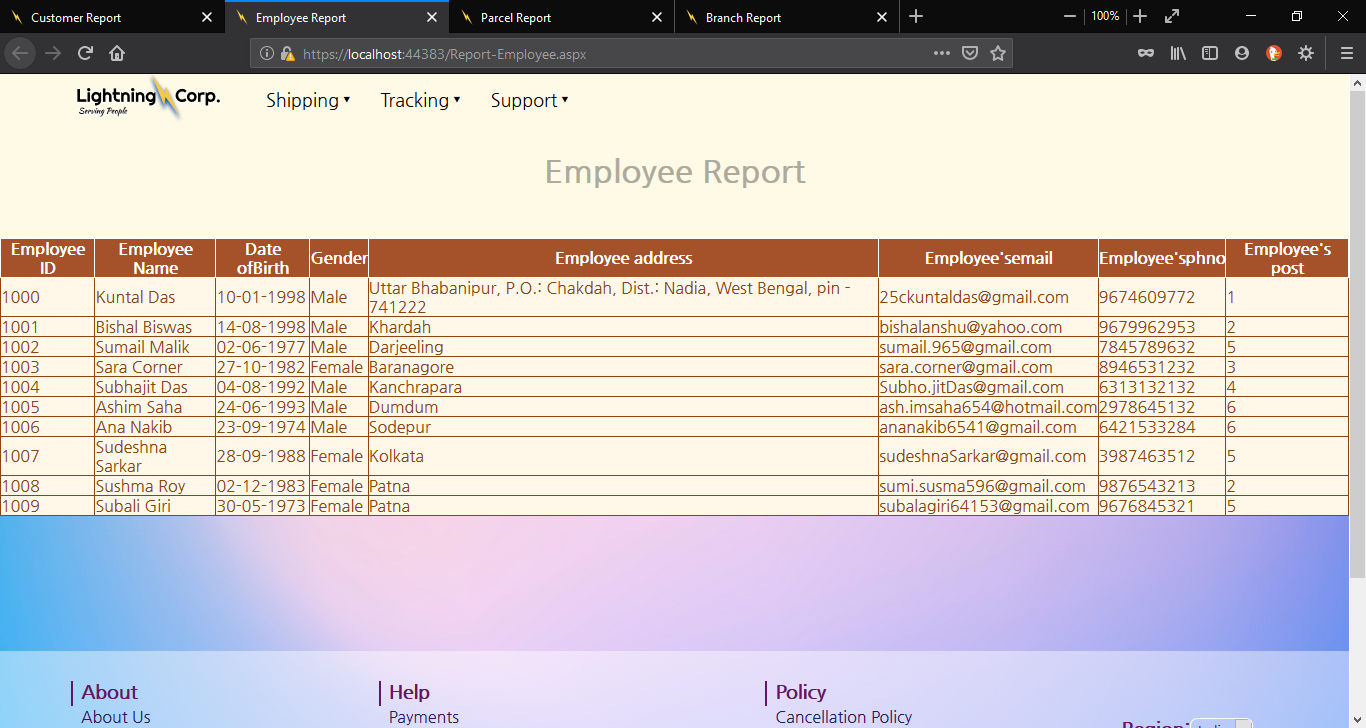 Customer Report Employee Report Parcel Report Branch Report 100%
https://localhost:44383/Report-Employee.aspx
Lightning Corp. Shipping Tracking Support
Serving People
Employee Report
Employee ID Employee Name Date ofBirth Gender Employee address Employee'semail Employee'sphno Employee's post
1000 Kuntal Das 10-01-1998 Male Uttar Bhabanipur, P.O.: Chakdah, Dist.: Nadia, West Bengal, pin - 741222 25ckuntaldas@gmail.com 9674609772 1
1001 Bishal Biswas 14-08-1998 Male Khardah bishalanshu@yahoo.com 9679962953 2
1002 Sumail Malik 02-06-1977 Male Darjeeling sumail.965@gmail.com 7845789632 5
1003 Sara Corner 27-10-1982 Female Baranagore sara.corner@gmail.com 8946531232 3
1004 Subhajit Das 04-08-1992 Male Kanchrapara Subho.jitDas@gmail.com 6313132132 4
1005 Ashim Saha 24-06-1993 Male Dumdum ash.imsaha654@hotmail.com 2978645132 6
1006 Ana Nakib 23-09-1974 Male Sodepur ananakib6541@gmail.com 6421533284 6
1007 Sudeshna Sarkar 28-09-1988 Female Kolkata sudeshnaSarkar@gmail.com 3987463512 5
1008 Sushma Roy 02-12-1983 Female Patna sumi.susma596@gmail.com 9876543213 2
1009 Subali Giri 30-05-1973 Female Patna subalagiri64153@gmail.com 9676845321 5
About Help Policy
About Us Payments Cancellation Policy
Region: